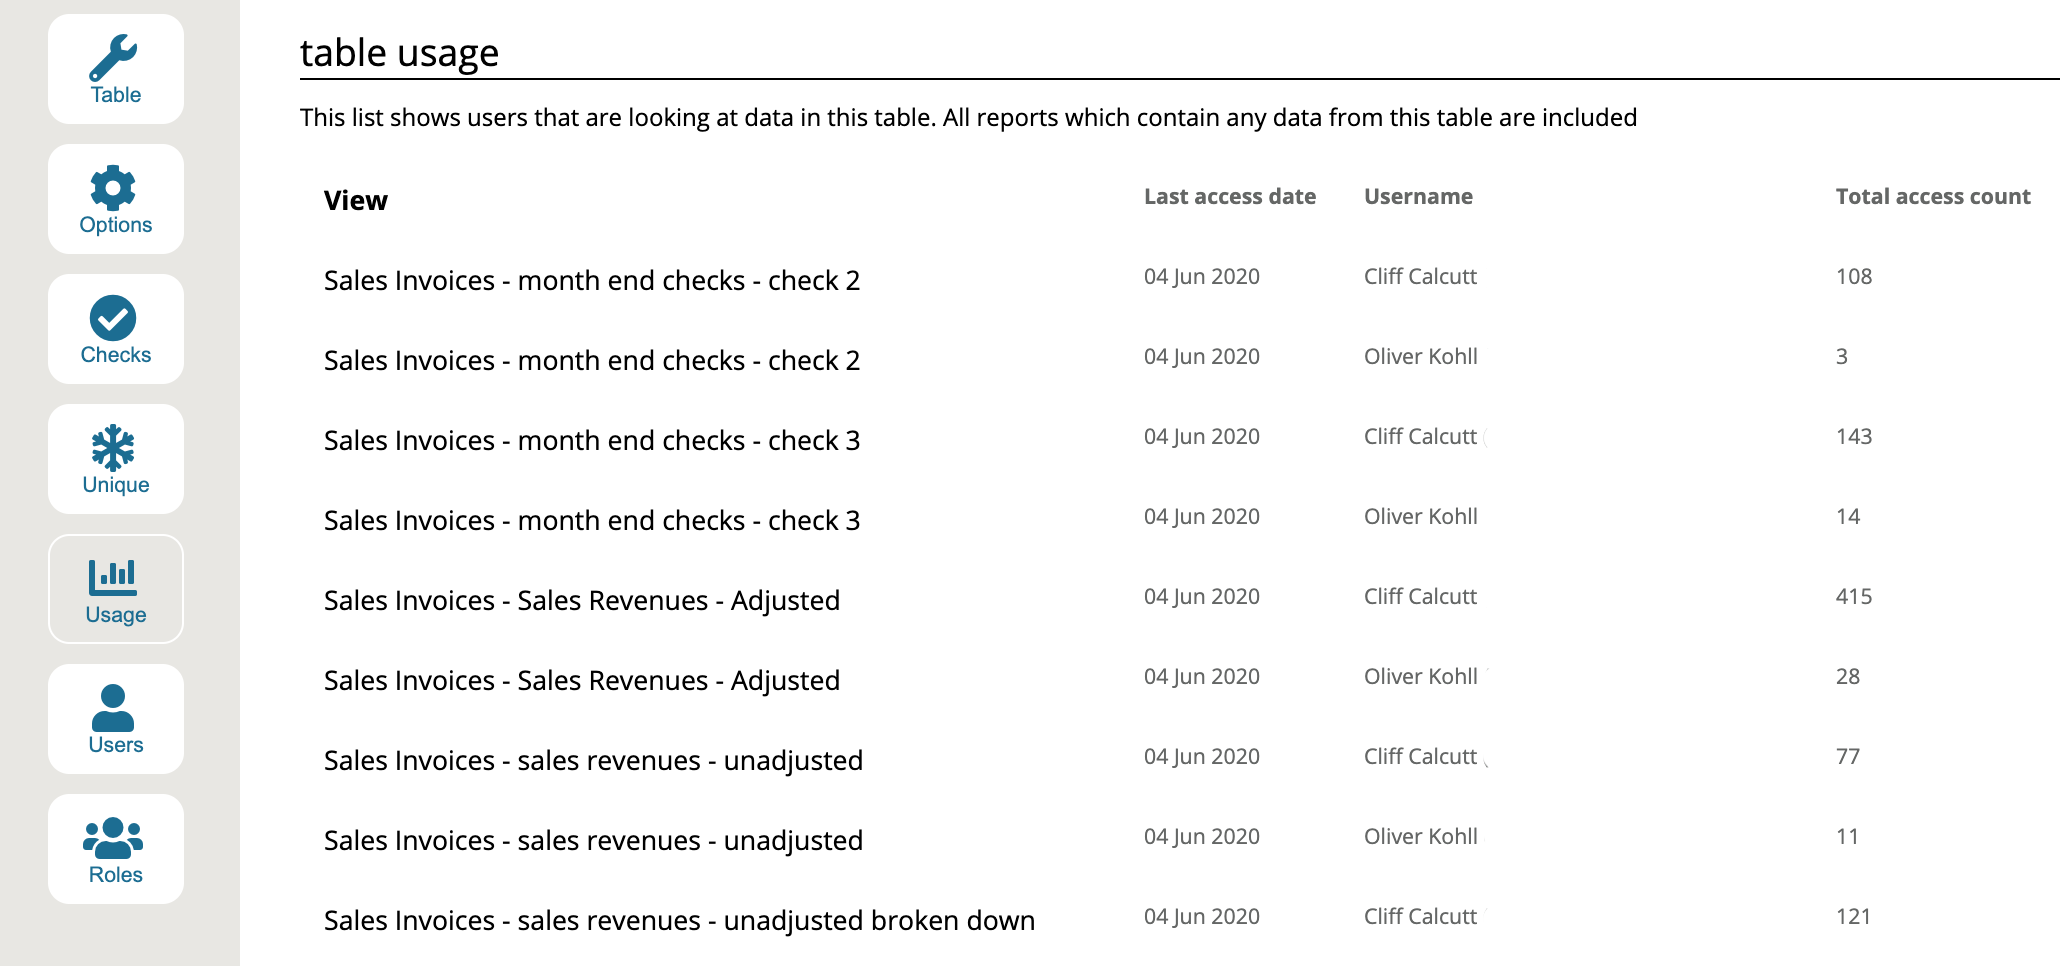 Table
Options
Checks
Unique
Usage
Users
Roles
table usage
This list shows users that are looking at data in this table. All reports which contain any data from this table are included
View Last access date Username Total access count
Sales Invoices - month end checks - check 2 04 Jun 2020 Cliff Calcutt 108
Sales Invoices - month end checks - check 2 04 Jun 2020 Oliver Kohll 3
Sales Invoices - month end checks - check 3 04 Jun 2020 Cliff Calcutt 143
Sales Invoices - month end checks - check 3 04 Jun 2020 Oliver Kohll 14
Sales Invoices - Sales Revenues - Adjusted 04 Jun 2020 Cliff Calcutt 415
Sales Invoices - Sales Revenues - Adjusted 04 Jun 2020 Oliver Kohll 28
Sales Invoices - sales revenues - unadjusted 04 Jun 2020 Cliff Calcutt 77
Sales Invoices - sales revenues - unadjusted 04 Jun 2020 Oliver Kohll 11
Sales Invoices - sales revenues - unadjusted broken down 04 Jun 2020 Cliff Calcutt 121